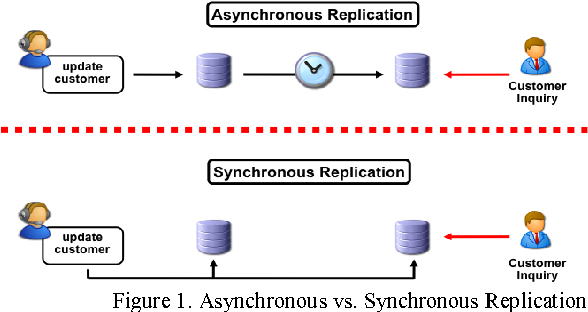 Asynchronous Replication
update
customer
Customer
Inquiry
Synchronous Replication
update
customer
Customer
Inquiry
Figure 1. Asynchronous vs. Synchronous Replication